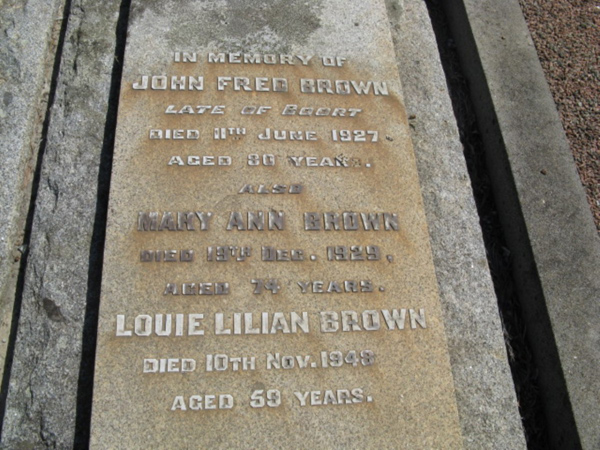 IN MEMORY OF
JOHN FRED BROWN
LATE OF BOORT
DIED 11TH JUNE 1927.
AGED 80 YEARS.
ALSO
MARY ANN BROWN
DIED 19TH DEC. 1929,
AGED 74 YEARS.
LOUIE LILIAN BROWN
DIED 10TH NOV. 1948
AGED 59 YEARS.